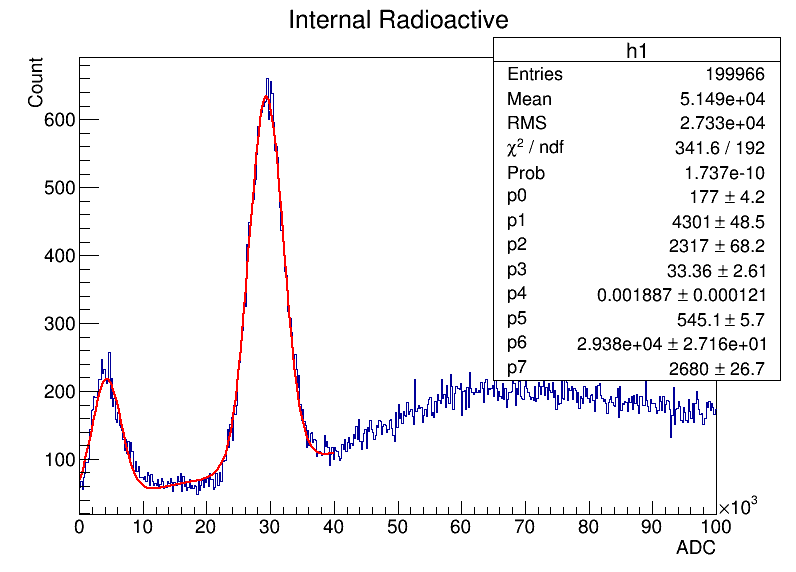 Internal Radioactive
h1
Entries 199966
Mean 5.149e+04
RMS 2.733e+04
χ² / ndf 341.6 / 192
Prob 1.737e-10
p0 177 ± 4.2
p1 4301 ± 48.5
p2 2317 ± 68.2
p3 33.36 ± 2.61
p4 0.001887 ± 0.000121
p5 545.1 ± 5.7
p6 2.938e+04 ± 2.716e+01
p7 2680 ± 26.7
Count
600
500
400
300
200
100
0 10 20 30 40 50 60 70 80 90 100
×10³
ADC